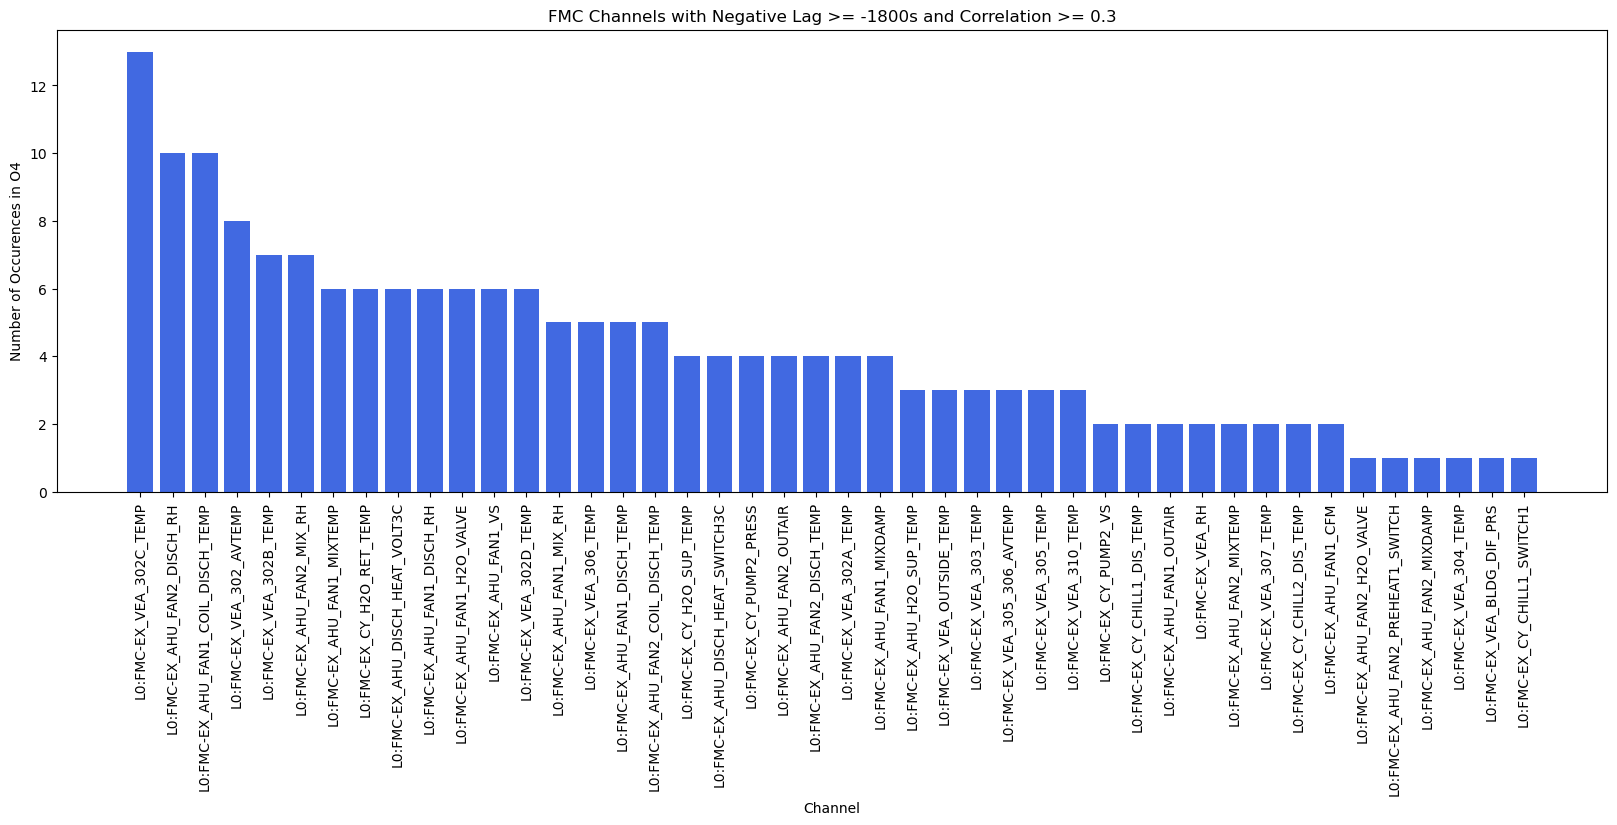 FMC Channels with Negative Lag >= -1800s and Correlation >= 0.3
Number of Occurences in O4
12
10
8
6
4
2
0
L0:FMC-EX_VEA_302C_TEMP
L0:FMC-EX_AHU_FAN2_DISCH_RH
L0:FMC-EX_AHU_FAN1_COIL_DISCH_TEMP
L0:FMC-EX_VEA_302_AVTEMP
L0:FMC-EX_VEA_302B_TEMP
L0:FMC-EX_AHU_FAN2_MIX_RH
L0:FMC-EX_AHU_FAN1_MIXTEMP
L0:FMC-EX_CY_H2O_RET_TEMP
L0:FMC-EX_AHU_DISCH_HEAT_VOLT3C
L0:FMC-EX_AHU_FAN1_DISCH_RH
L0:FMC-EX_AHU_FAN1_H2O_VALVE
L0:FMC-EX_AHU_FAN1_VS
L0:FMC-EX_VEA_302D_TEMP
L0:FMC-EX_AHU_FAN1_MIX_RH
L0:FMC-EX_VEA_306_TEMP
L0:FMC-EX_AHU_FAN1_DISCH_TEMP
L0:FMC-EX_AHU_FAN2_COIL_DISCH_TEMP
L0:FMC-EX_CY_H2O_SUP_TEMP
L0:FMC-EX_AHU_DISCH_HEAT_SWITCH3C
L0:FMC-EX_CY_PUMP2_PRESS
L0:FMC-EX_AHU_FAN2_OUTAIR
L0:FMC-EX_AHU_FAN2_DISCH_TEMP
L0:FMC-EX_VEA_302A_TEMP
L0:FMC-EX_AHU_FAN1_MIXDAMP
L0:FMC-EX_AHU_H2O_SUP_TEMP
L0:FMC-EX_VEA_OUTSIDE_TEMP
L0:FMC-EX_VEA_303_TEMP
L0:FMC-EX_VEA_305_306_AVTEMP
L0:FMC-EX_VEA_305_TEMP
L0:FMC-EX_VEA_310_TEMP
L0:FMC-EX_CY_PUMP2_VS
L0:FMC-EX_CY_CHILL1_DIS_TEMP
L0:FMC-EX_AHU_FAN1_OUTAIR
L0:FMC-EX_VEA_RH
L0:FMC-EX_AHU_FAN2_MIXTEMP
L0:FMC-EX_VEA_307_TEMP
L0:FMC-EX_CY_CHILL2_DIS_TEMP
L0:FMC-EX_AHU_FAN1_CFM
L0:FMC-EX_AHU_FAN2_H2O_VALVE
L0:FMC-EX_AHU_FAN2_PREHEAT1_SWITCH
L0:FMC-EX_AHU_FAN2_MIXDAMP
L0:FMC-EX_VEA_304_TEMP
L0:FMC-EX_VEA_BLDG_DIF_PRS
L0:FMC-EX_CY_CHILL1_SWITCH1
Channel